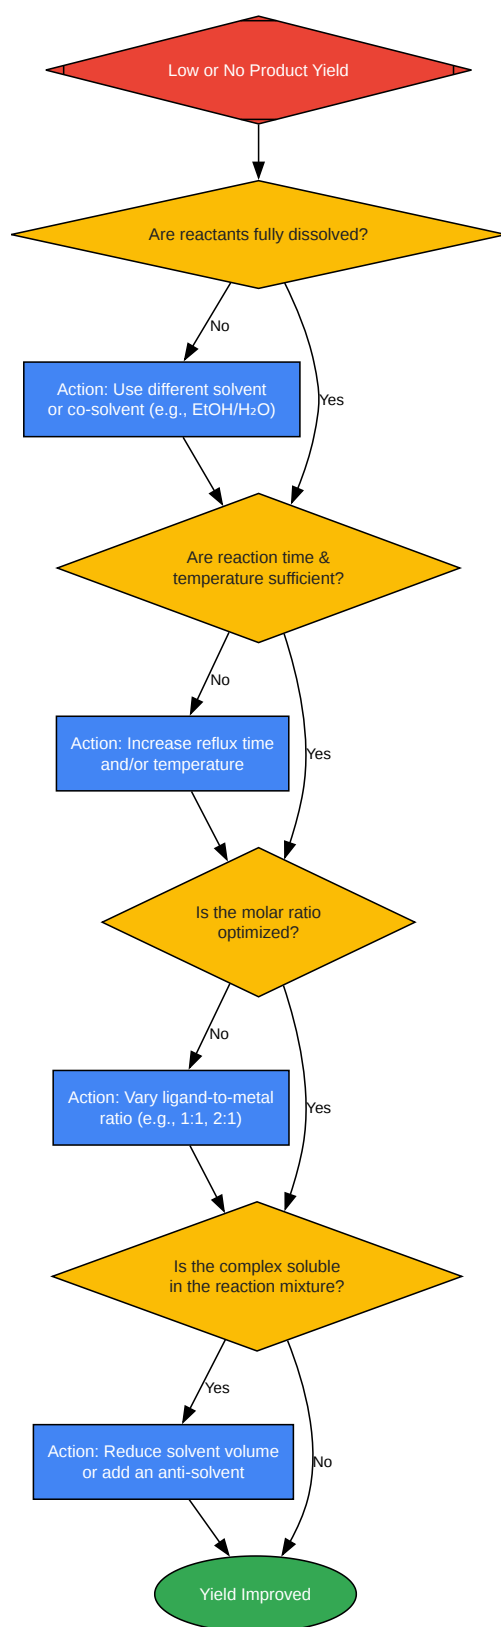 Low or No Product Yield
Are reactants fully dissolved?
No
Action: Use different solvent
or co-solvent (e.g., EtOH/H₂O)
Yes
Are reaction time &
temperature sufficient?
No
Action: Increase reflux time
and/or temperature
Yes
Is the molar ratio
optimized?
No
Action: Vary ligand-to-metal
ratio (e.g., 1:1, 2:1)
Yes
Is the complex soluble
in the reaction mixture?
Yes
Action: Reduce solvent volume
or add an anti-solvent
No
Yield Improved